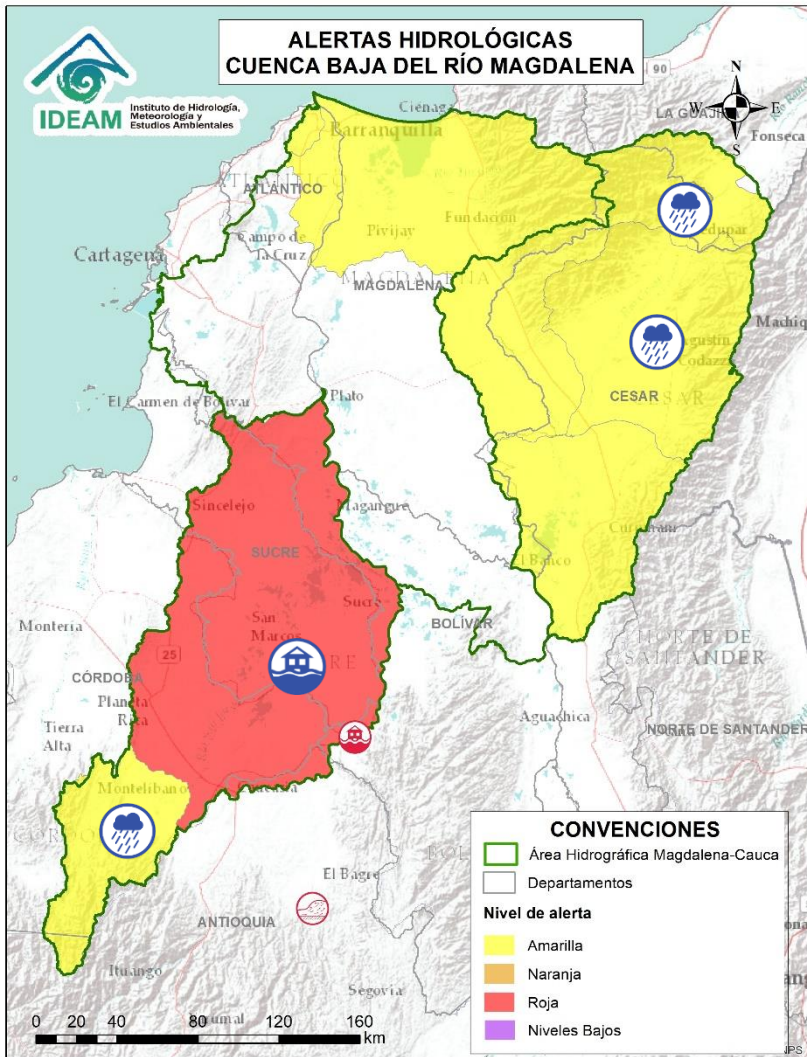 ALERTAS HIDROLÓGICAS
CUENCA BAJA DEL RÍO MAGDALENA
IDEAM
Instituto de Hidrología,
Meteorología y
Estudios Ambientales
90
N
W
E
S
Ciénaga
LA GUAJIRA
Fonseca
Barranquilla
ATLÁNTICO
Pivijay
Fundación
Campo de
la Cruz
Cartagena
MAGDALENA
MAGDALENA
CESAR
El Carmen de Bolívar
Plato
Sincelejo
Magangué
SUCRE
El Banco
Sucre
San
Marcos
BOLÍVAR
NORTE DE
SANTANDER
Montería
25
CÓRDOBA
Planeta
Rica
Tierra
Alta
Aguachica
NORTE DE SANTANDER
Montelíbano
Caucasia
El Bagre
ANTIOQUIA
Ituango
Segovia
CONVENCIONES
Área Hidrográfica Magdalena-Cauca
Departamentos
Nivel de alerta
Amarilla
Naranja
Roja
Niveles Bajos
0 20 40 80 120 160
km